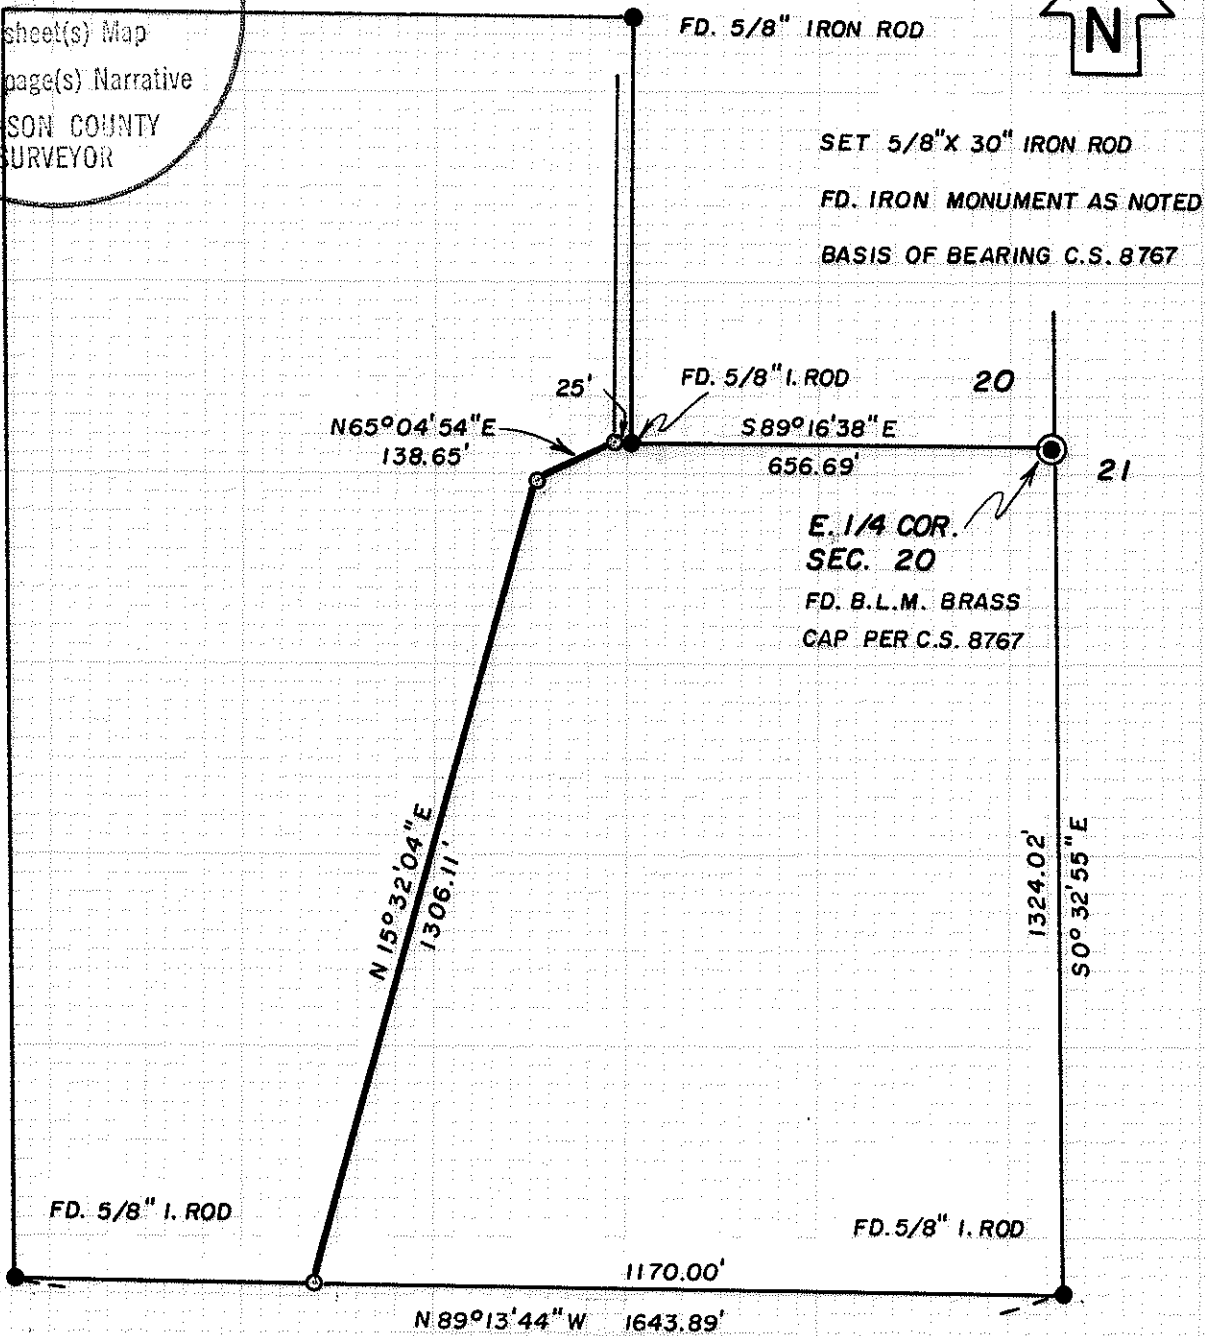 sheet(s) Map
page(s) Narrative
SON COUNTY
SURVEYOR
FD. 5/8" IRON ROD
N
SET 5/8"X 30" IRON ROD
FD. IRON MONUMENT AS NOTED
BASIS OF BEARING C.S. 8767
25'
FD. 5/8" I. ROD
20
N65°04'54"E
138.65'
S89°16'38"E
656.69'
21
E. 1/4 COR.
SEC. 20
FD. B.L.M. BRASS
CAP PER C.S. 8767
N 15°32'04"E
1306.11'
1324.02'
S0°32'55"E
FD. 5/8" I. ROD
FD. 5/8" I. ROD
1170.00'
N 89°13'44"W 1643.89'